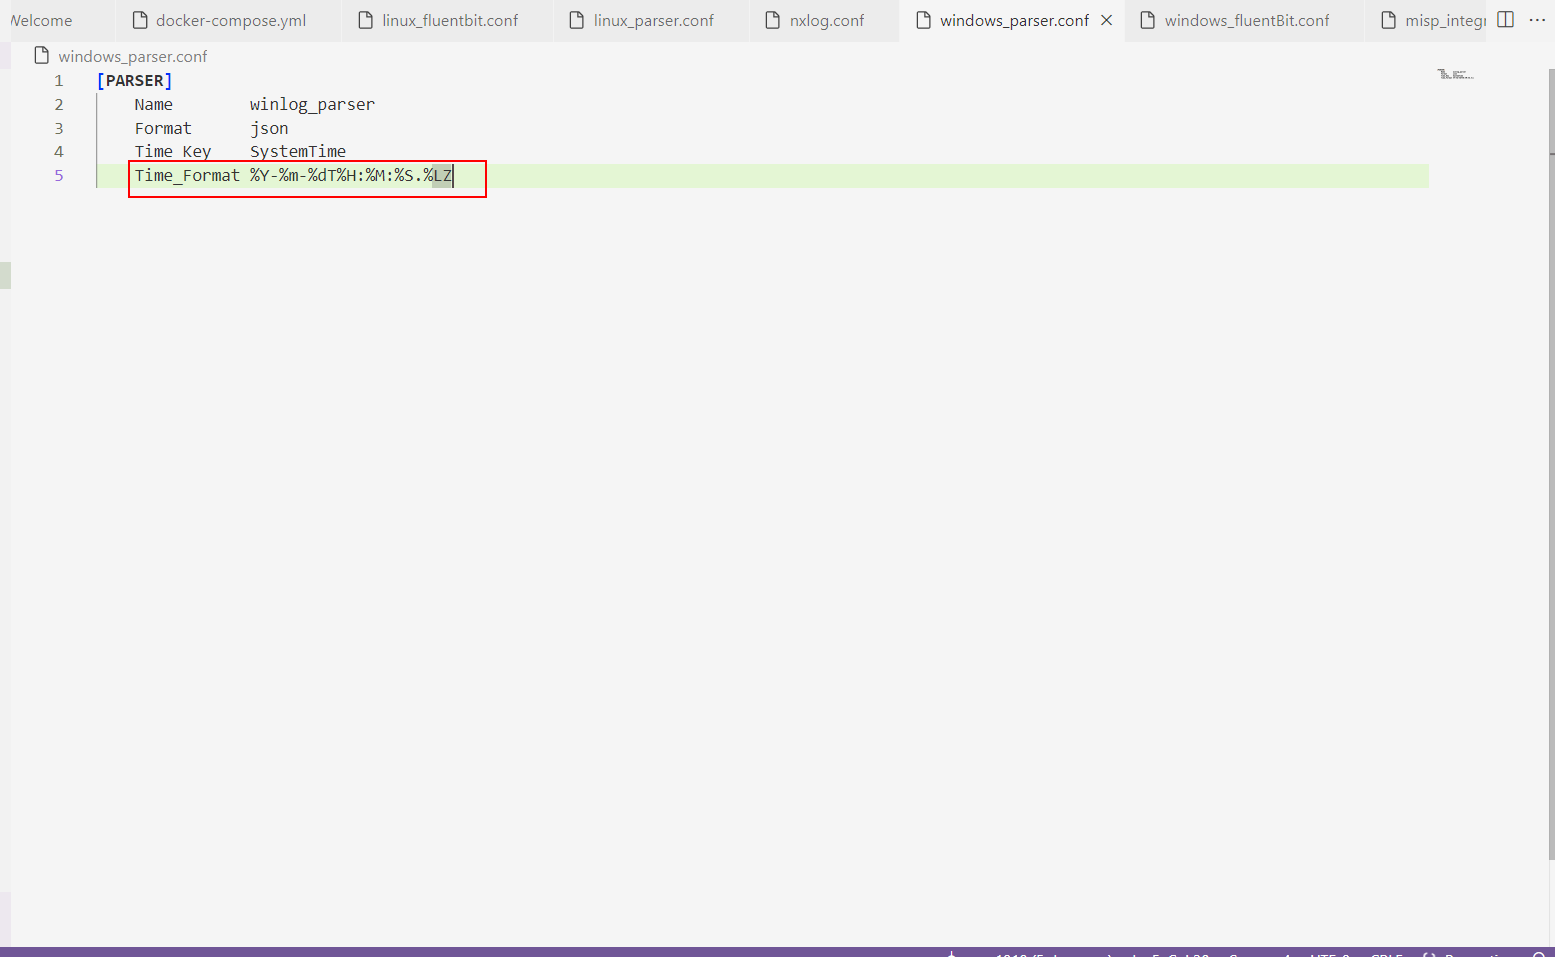 Welcome docker-compose.yml linux_fluentbit.conf linux_parser.conf nxlog.conf windows_parser.conf windows_fluentBit.conf misp_integr
windows_parser.conf
1 [PARSER]
2 Name winlog_parser
3 Format json
4 Time_Key SystemTime
5 Time_Format %Y-%m-%dT%H:%M:%S.%LZ